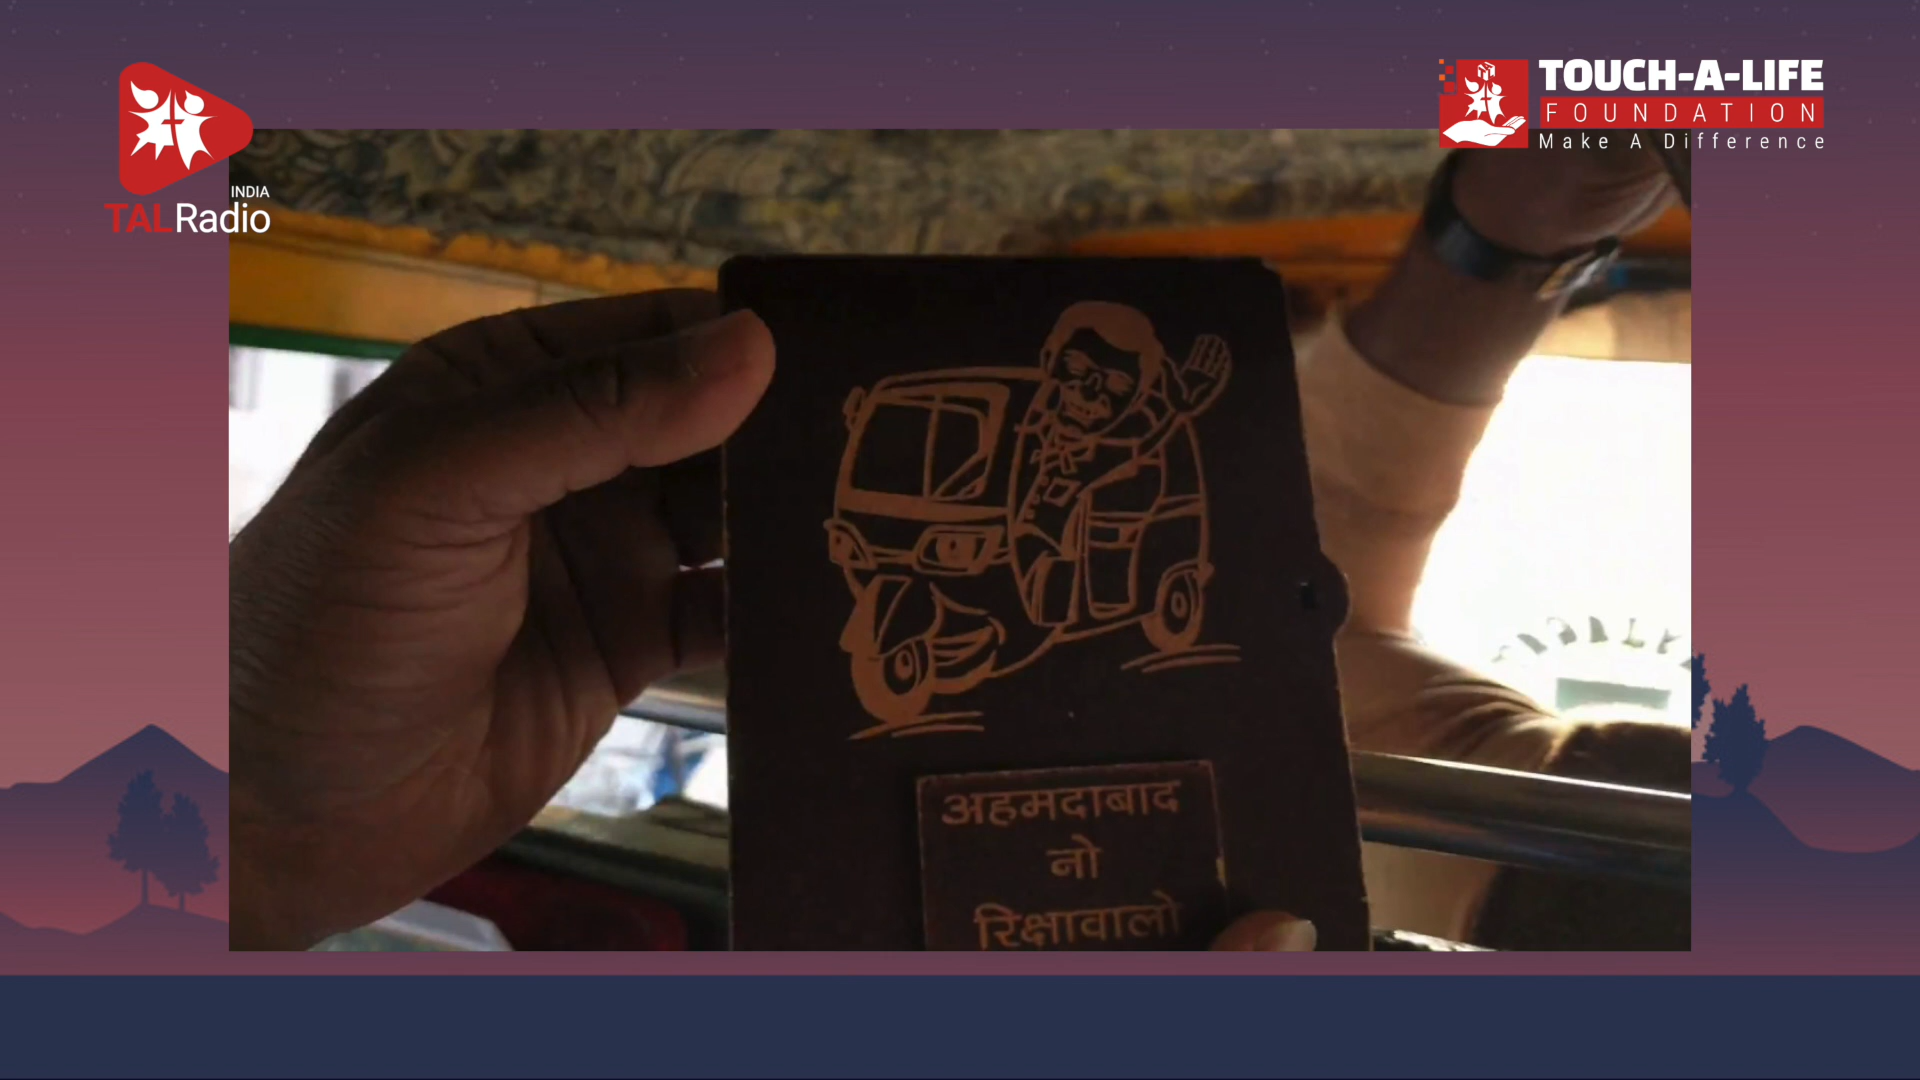 INDIA
TALRadio
TOUCH-A-LIFE
FOUNDATION
Make A Difference
अहमदाबाद
नो
रिक्षावालो